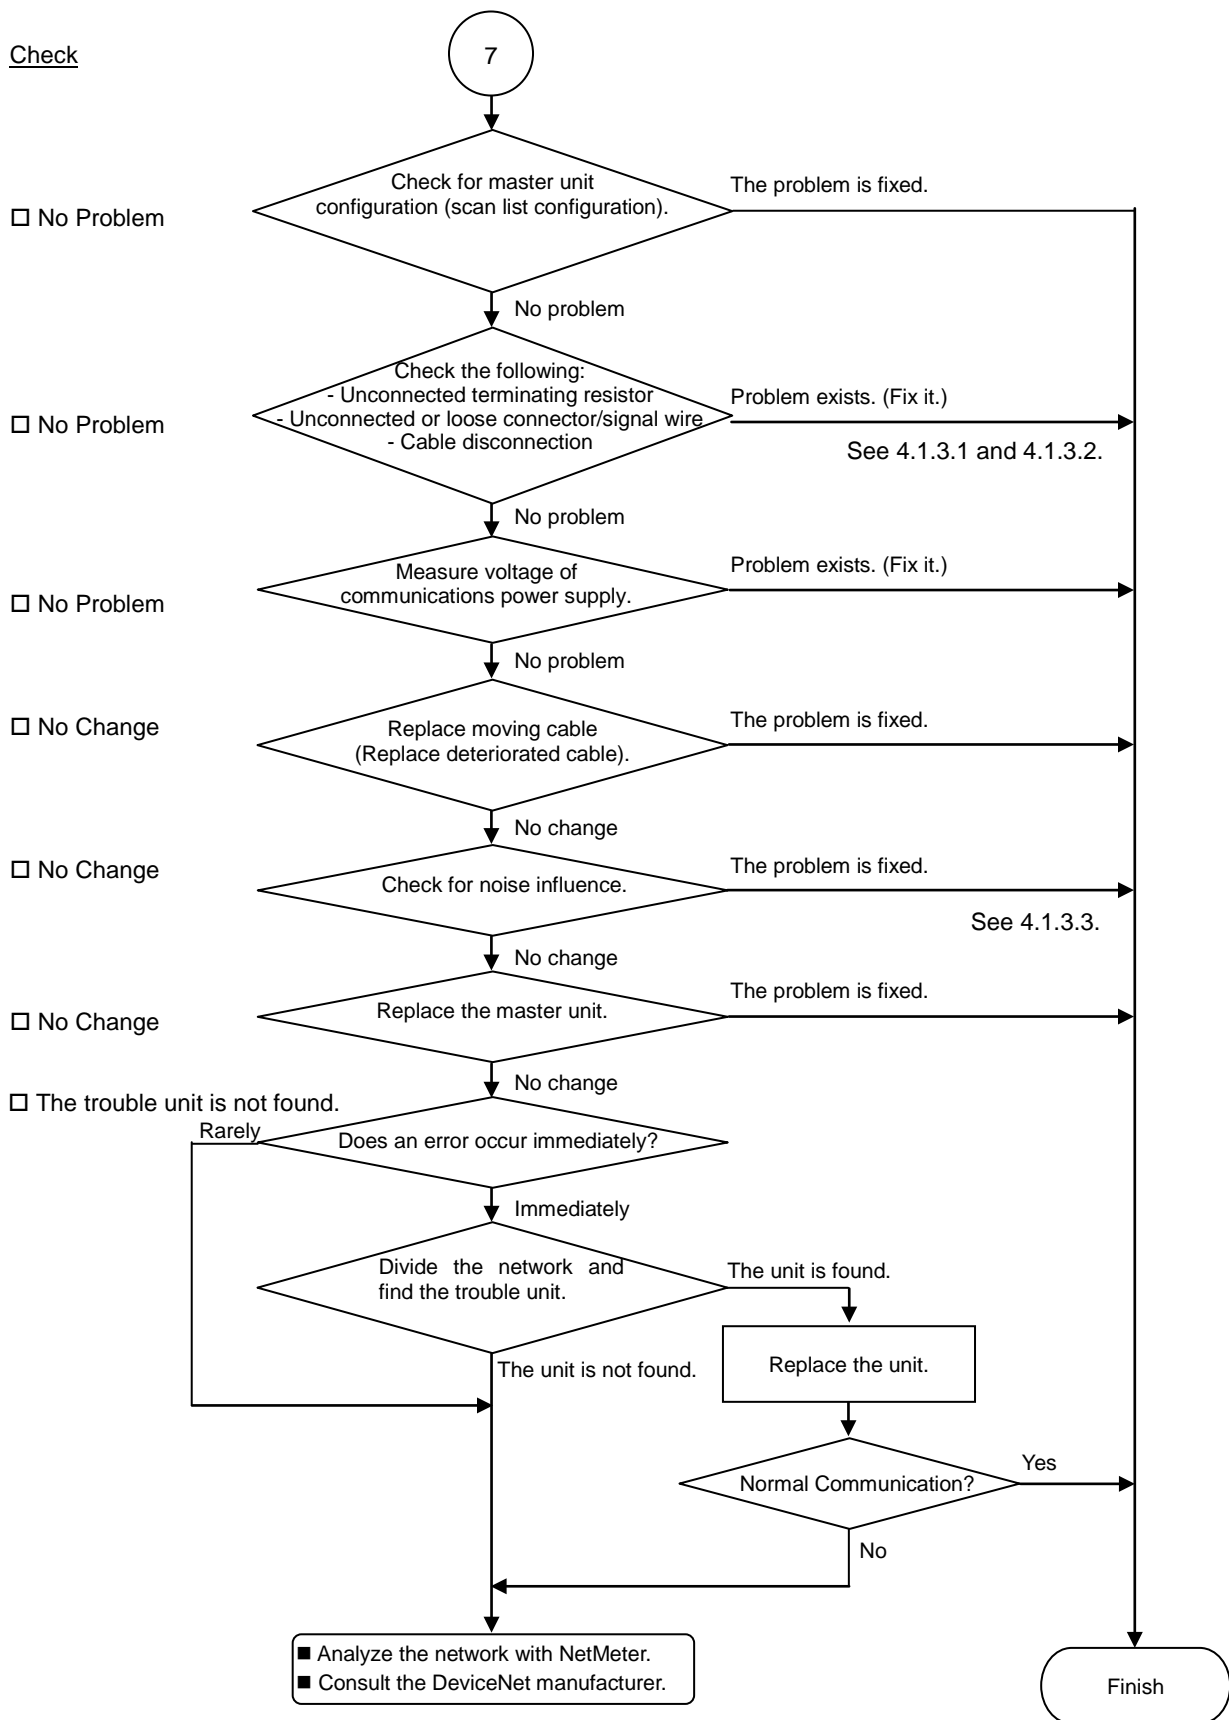 Check
7
Check for master unit
configuration (scan list configuration).
The problem is fixed.
□ No Problem
No problem
Check the following:
- Unconnected terminating resistor
- Unconnected or loose connector/signal wire
- Cable disconnection
Problem exists. (Fix it.)
□ No Problem
See 4.1.3.1 and 4.1.3.2.
No problem
Measure voltage of
communications power supply.
Problem exists. (Fix it.)
□ No Problem
No problem
□ No Change
Replace moving cable
(Replace deteriorated cable).
The problem is fixed.
No change
□ No Change
Check for noise influence.
The problem is fixed.
See 4.1.3.3.
No change
Replace the master unit.
The problem is fixed.
□ No Change
No change
□ The trouble unit is not found.
Rarely
Does an error occur immediately?
Immediately
Divide the network and
find the trouble unit.
The unit is found.
Replace the unit.
The unit is not found.
Normal Communication?
Yes
No
■ Analyze the network with NetMeter.
■ Consult the DeviceNet manufacturer.
Finish